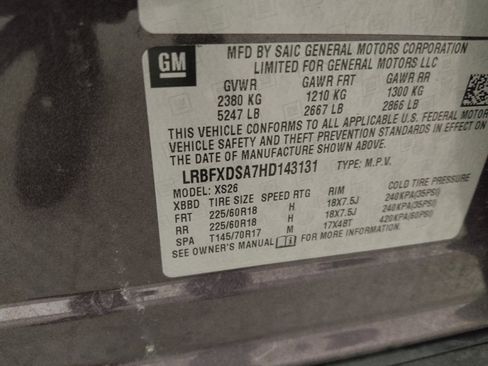 GM
MFD BY SAIC GENERAL MOTORS CORPORATION
LIMITED FOR GENERAL MOTORS LLC
GVWR GAWR FRT GAWR RR
2380 KG 1210 KG 1300 KG
5247 LB 2667 LB 2866 LB
THIS VEHICLE CONFORMS TO ALL APPLICABLE U.S. FEDERAL MOTOR
VEHICLE SAFETY AND THEFT PREVENTION STANDARDS IN EFFECT ON
THE DATE OF MANUFACTURE SHOWN ABOVE.
LRBFXDSA7HD143131 TYPE: M.P.V.
MODEL: XS26
XBBD TIRE SIZE SPEED RTG RIM COLD TIRE PRESSURE
FRT 225/60R18 H 18X7.5J 240KPA(35PSI)
RR 225/60R18 H 18X7.5J 240KPA(35PSI)
SPA T145/70R17 M 17X4BT 420KPA(60PSI)
SEE OWNER'S MANUAL FOR MORE INFORMATION.